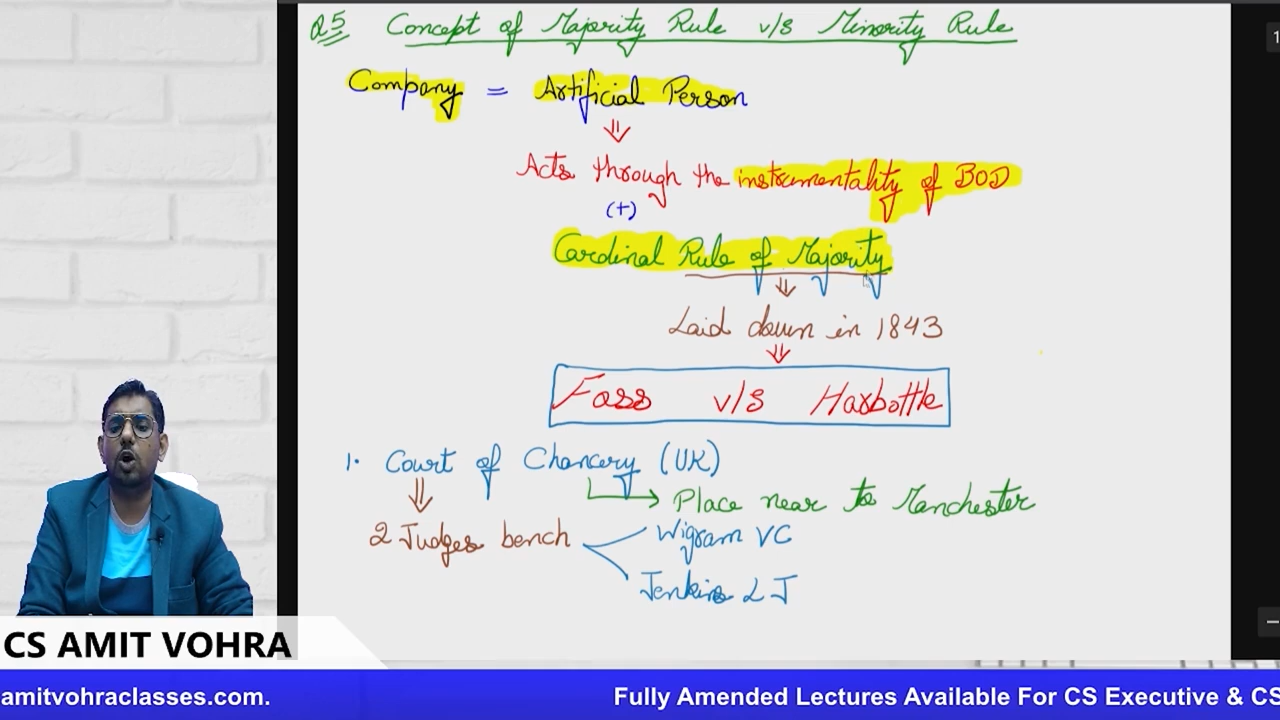 Q5 Concept of Majority Rule v/s Minority Rule
Company = Artificial Person
⇓
Acts through the instrumentality of BOD
(+)
Cardinal Rule of Majority
⇓
Laid down in 1843
⇓
Foss v/s Harbottle
1. Court of Chancery (UK)
Place near to Manchester
2 Judges bench
Wigram VC
Jenkins L J
CS AMIT VOHRA
amitvohraclasses.com. Fully Amended Lectures Available For CS Executive & CS
1